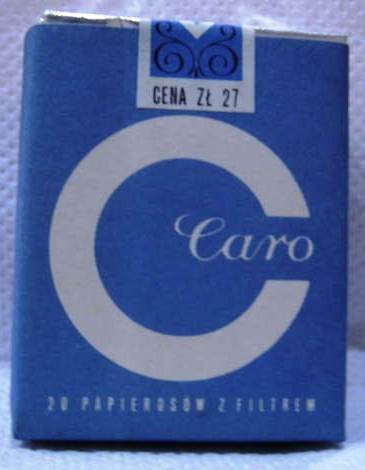 CENA ZŁ 27
Caro
20 PAPIEROSÓW Z FILTREM